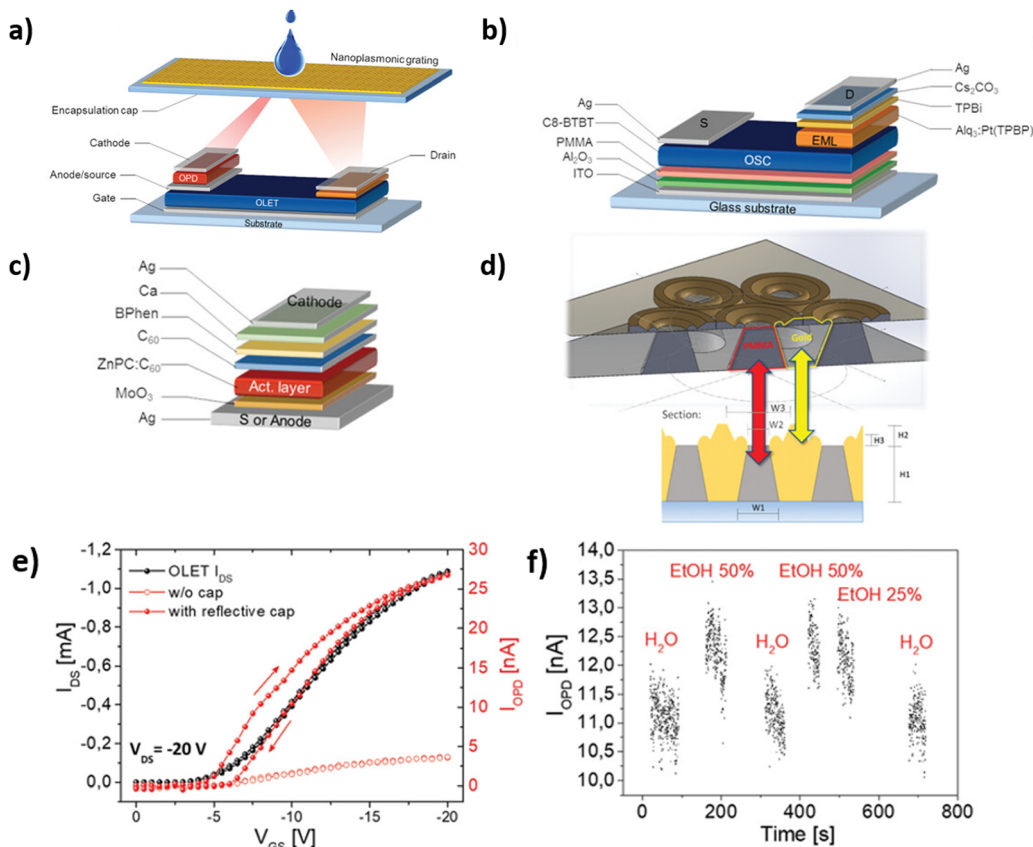 a)
Nanoplasmonic grating
Encapsulation cap
Cathode
Drain
OPD
Anode/source
OLET
Gate
Substrate
b)
Ag
Cs₂CO₃
TPBi
Alq₃:Pt(TPBP)
D
S
EML
OSC
Ag
C8-BTBT
PMMA
Al₂O₃
ITO
Glass substrate
c)
Ag
Ca
BPhen
C₆₀
ZnPC:C₆₀
MoO₃
Ag
Cathode
Act. layer
S or Anode
d)
PMMA
Gold
Section:
W3
W2
H2
H3
H1
W1
e)
OLET I_DS
w/o cap
with reflective cap
V_DS = -20 V
I_DS [mA]
-1,2
-1,0
-0,8
-0,6
-0,4
-0,2
0,0
I_OPD [nA]
30
25
20
15
10
5
0
0
-5
-10
-15
-20
V_GS [V]
f)
I_OPD [nA]
14,0
13,5
13,0
12,5
12,0
11,5
11,0
10,5
10,0
EtOH 50%
EtOH 50%
EtOH 25%
H₂O
H₂O
H₂O
0
200
400
600
800
Time [s]